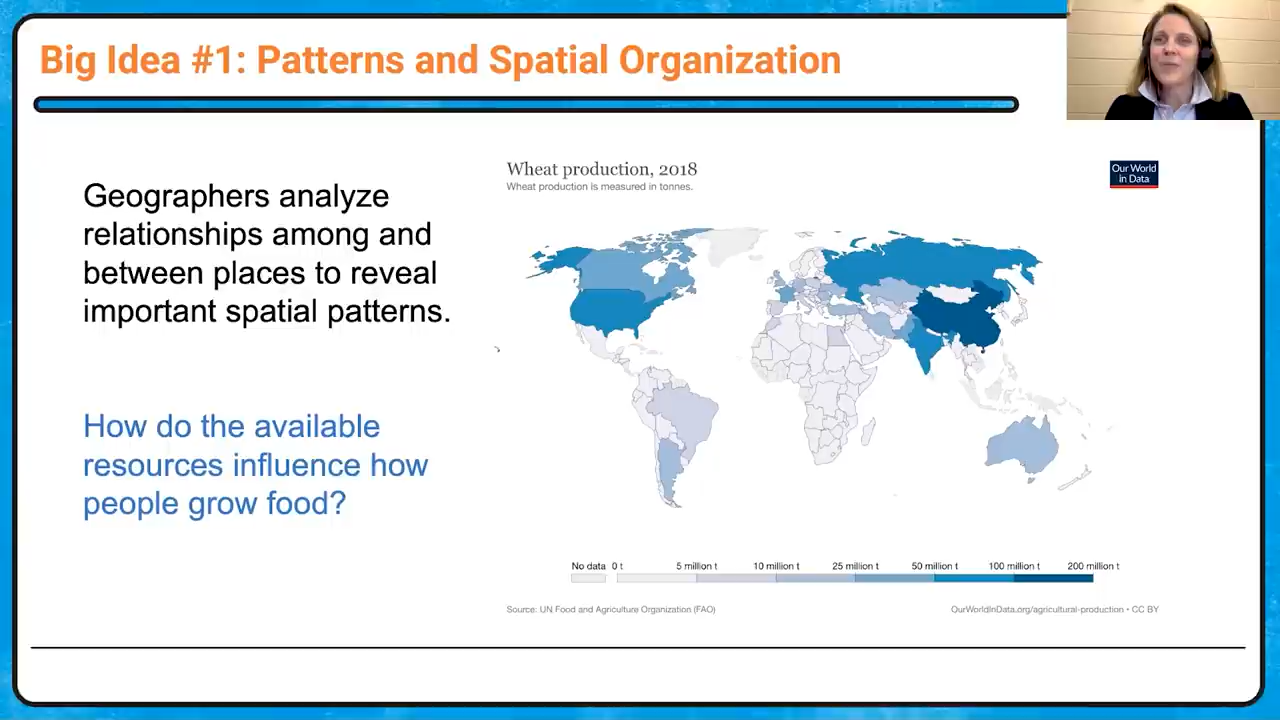 Big Idea #1: Patterns and Spatial Organization
Geographers analyze
relationships among and
between places to reveal
important spatial patterns.
How do the available
resources influence how
people grow food?
Wheat production, 2018
Wheat production is measured in tonnes.
Our World
in Data
No data 0 t 5 million t 10 million t 25 million t 50 million t 100 million t 200 million t
Source: UN Food and Agriculture Organization (FAO)
OurWorldInData.org/agricultural-production • CC BY